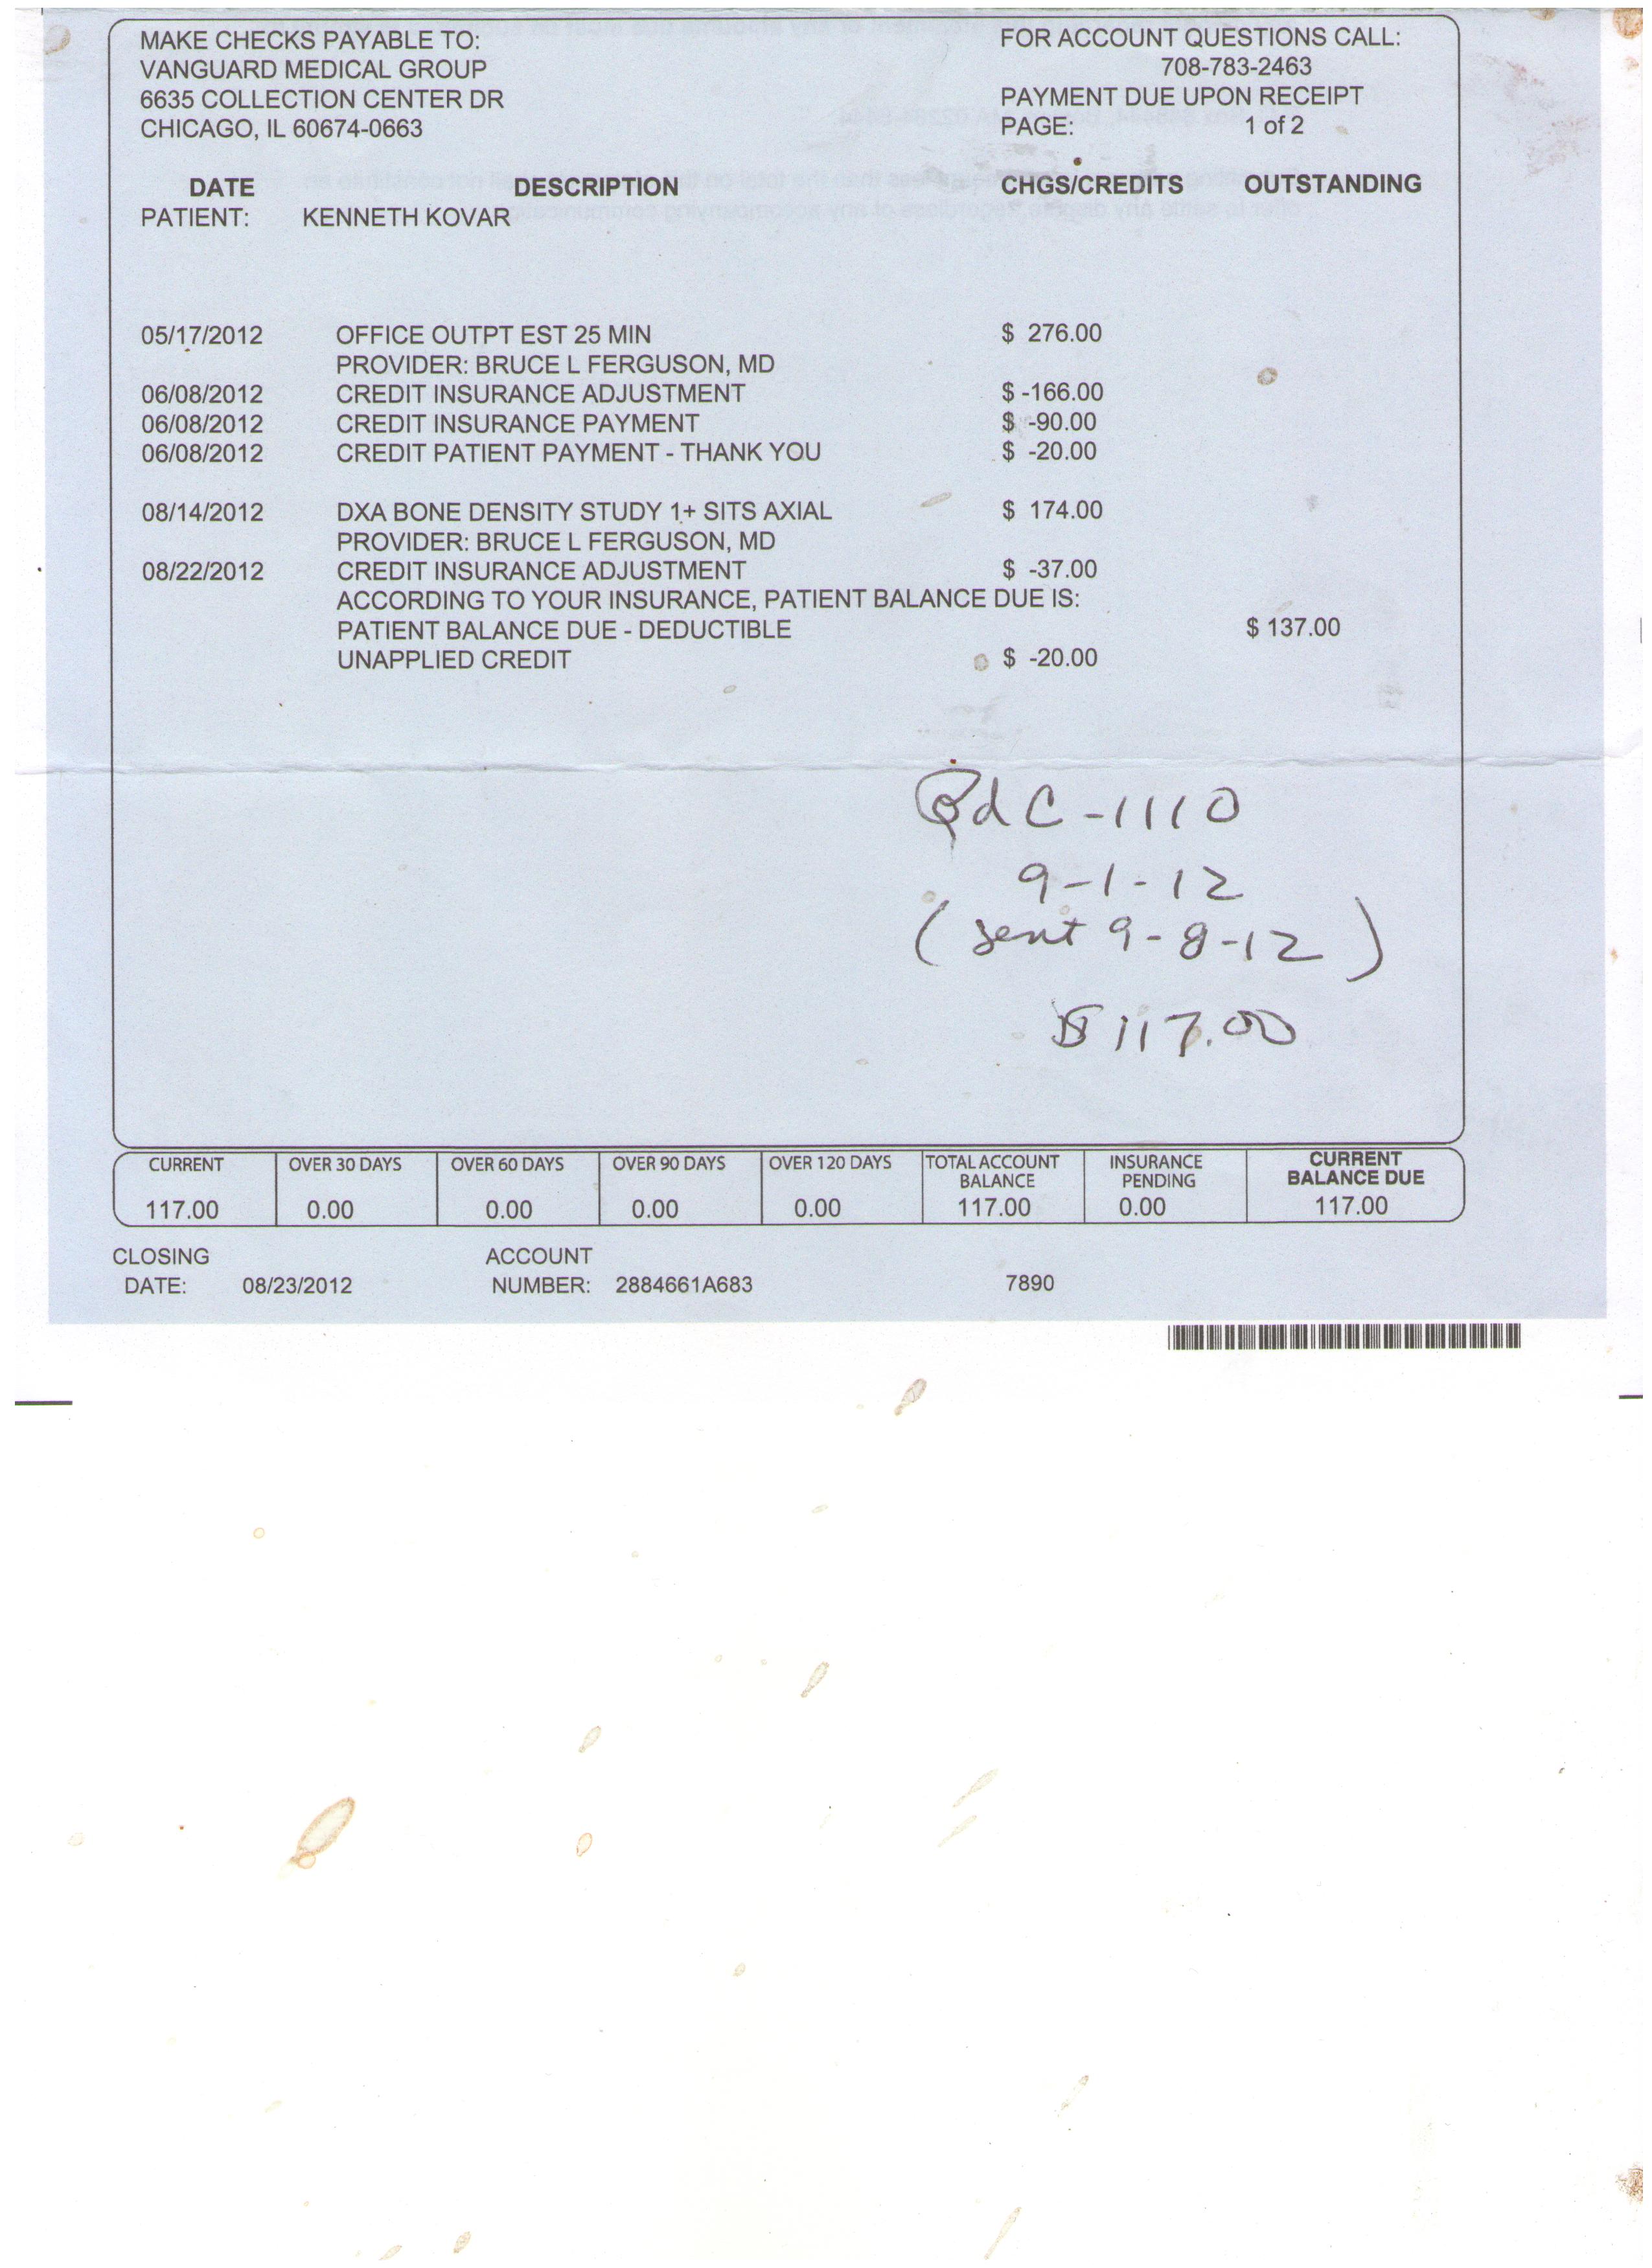 MAKE CHECKS PAYABLE TO:
VANGUARD MEDICAL GROUP
6635 COLLECTION CENTER DR
CHICAGO, IL 60674-0663
FOR ACCOUNT QUESTIONS CALL:
708-783-2463
PAYMENT DUE UPON RECEIPT
PAGE: 1 of 2
DATE DESCRIPTION CHGS/CREDITS OUTSTANDING
PATIENT: KENNETH KOVAR
05/17/2012 OFFICE OUTPT EST 25 MIN $ 276.00
PROVIDER: BRUCE L FERGUSON, MD
06/08/2012 CREDIT INSURANCE ADJUSTMENT $ -166.00
06/08/2012 CREDIT INSURANCE PAYMENT $ -90.00
06/08/2012 CREDIT PATIENT PAYMENT - THANK YOU $ -20.00
08/14/2012 DXA BONE DENSITY STUDY 1+ SITS AXIAL $ 174.00
PROVIDER: BRUCE L FERGUSON, MD
08/22/2012 CREDIT INSURANCE ADJUSTMENT $ -37.00
ACCORDING TO YOUR INSURANCE, PATIENT BALANCE DUE IS:
PATIENT BALANCE DUE - DEDUCTIBLE $ 137.00
UNAPPLIED CREDIT $ -20.00
Pd C-1110
9-1-12
(sent 9-8-12)
$117.00
CURRENT OVER 30 DAYS OVER 60 DAYS OVER 90 DAYS OVER 120 DAYS TOTAL ACCOUNT BALANCE INSURANCE PENDING CURRENT BALANCE DUE
117.00 0.00 0.00 0.00 0.00 117.00 0.00 117.00
CLOSING DATE: 08/23/2012 ACCOUNT NUMBER: 2884661A683 7890